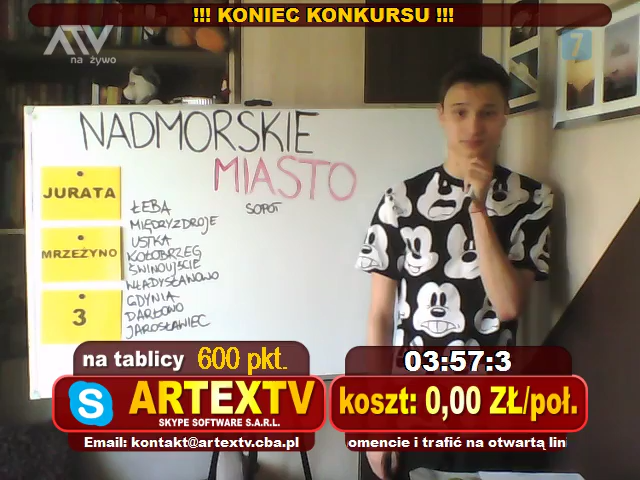 !!! KONIEC KONKURSU !!!
ATV
na żywo
7
NADMORSKIE
MIASTO
JURATA
MRZEŻYNO
3
ŁEBA
MIĘDZYZDROJE
USTKA
KOŁOBRZEG
ŚWINOUJŚCIE
WŁADYSŁAWOWO
GDYNIA
DARŁOWO
JAROSŁAWIEC
SOPOT
na tablicy 600 pkt.
03:57:3
ARTEXTV
SKYPE SOFTWARE S.A.R.L.
koszt: 0,00 ZŁ/poł.
Email: kontakt@artextv.cba.pl
omencie i trafić na otwartą lini